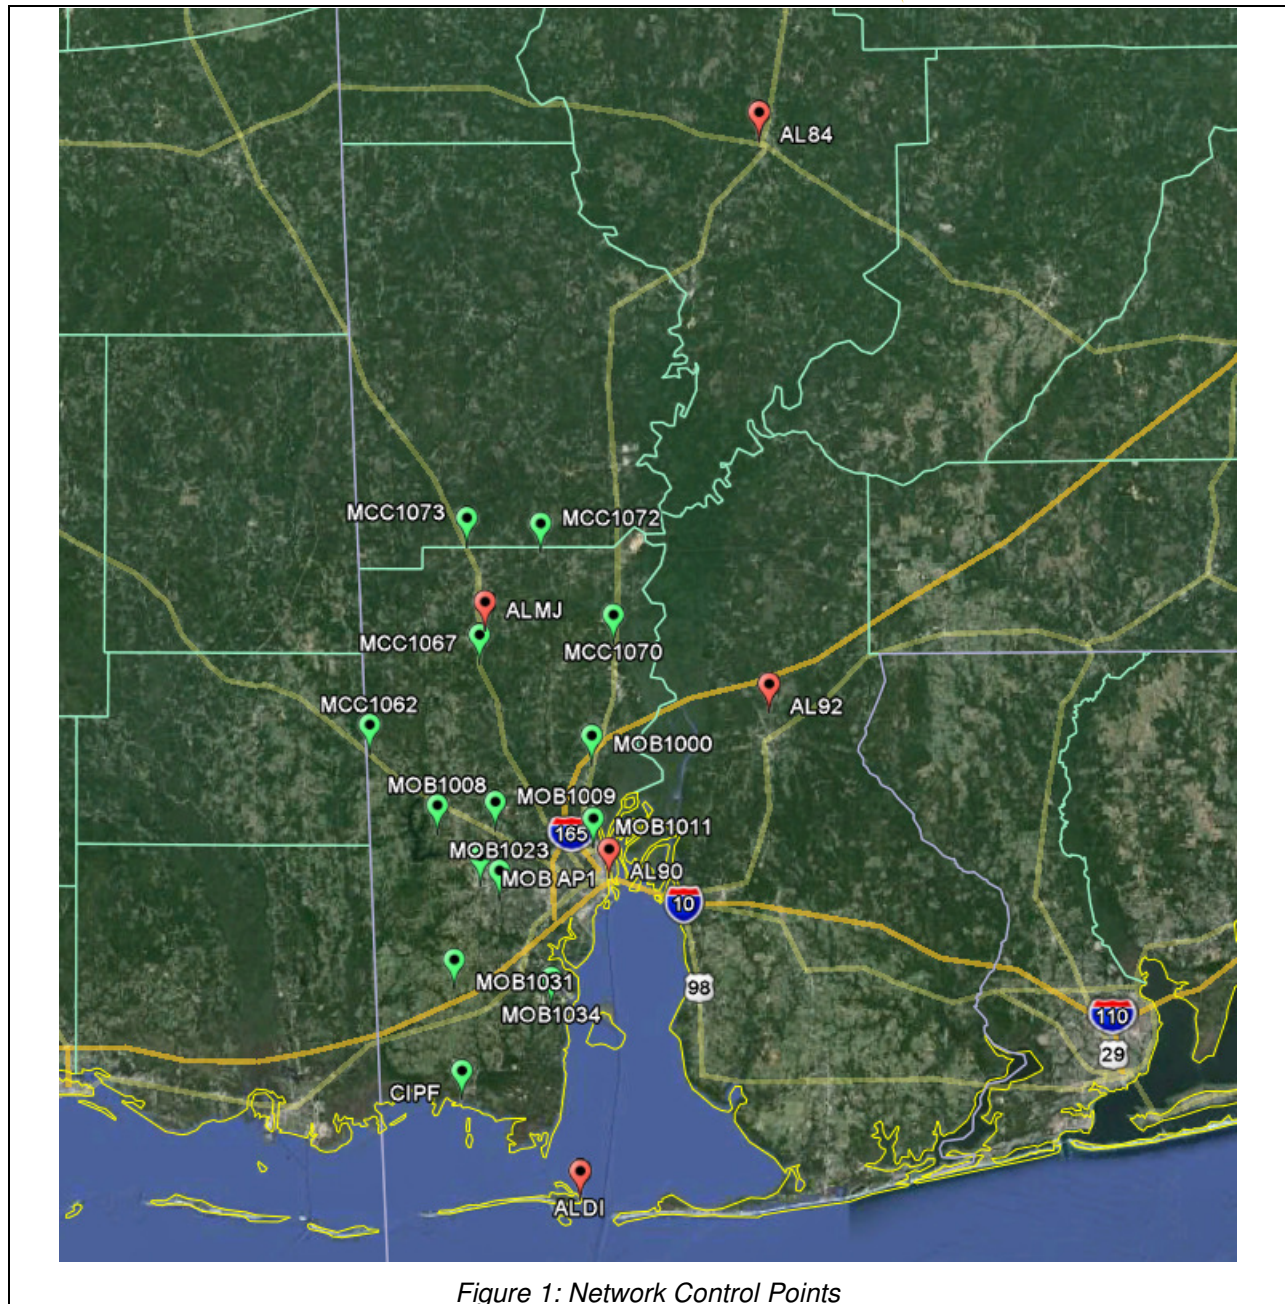 AL84
MCC1073
MCC1072
ALMJ
MCC1067
MCC1070
MCC1062
AL92
MOB1000
MOB1008
MOB1009
165
MOB1011
MOB1023
MOB AP1
AL90
10
MOB1031
98
MOB1034
110
29
CIPF
ALDI
Figure 1: Network Control Points